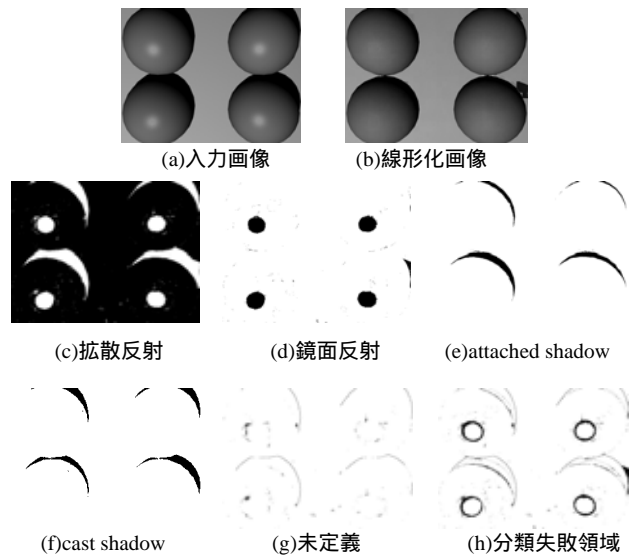 (a)入力画像
(b)線形化画像
(c)拡散反射
(d)鏡面反射
(e)attached shadow
(f)cast shadow
(g)未定義
(h)分類失敗領域